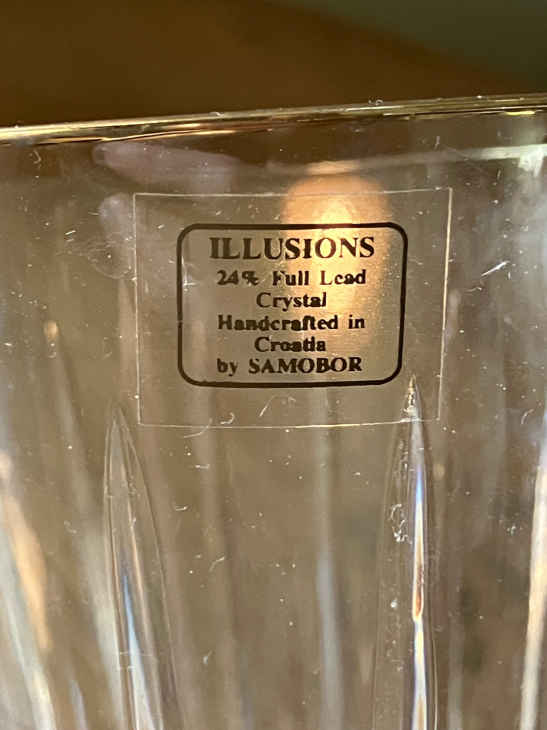 ILLUSIONS
24% Full Lead
Crystal
Handcrafted in
Croatia
by SAMOBOR